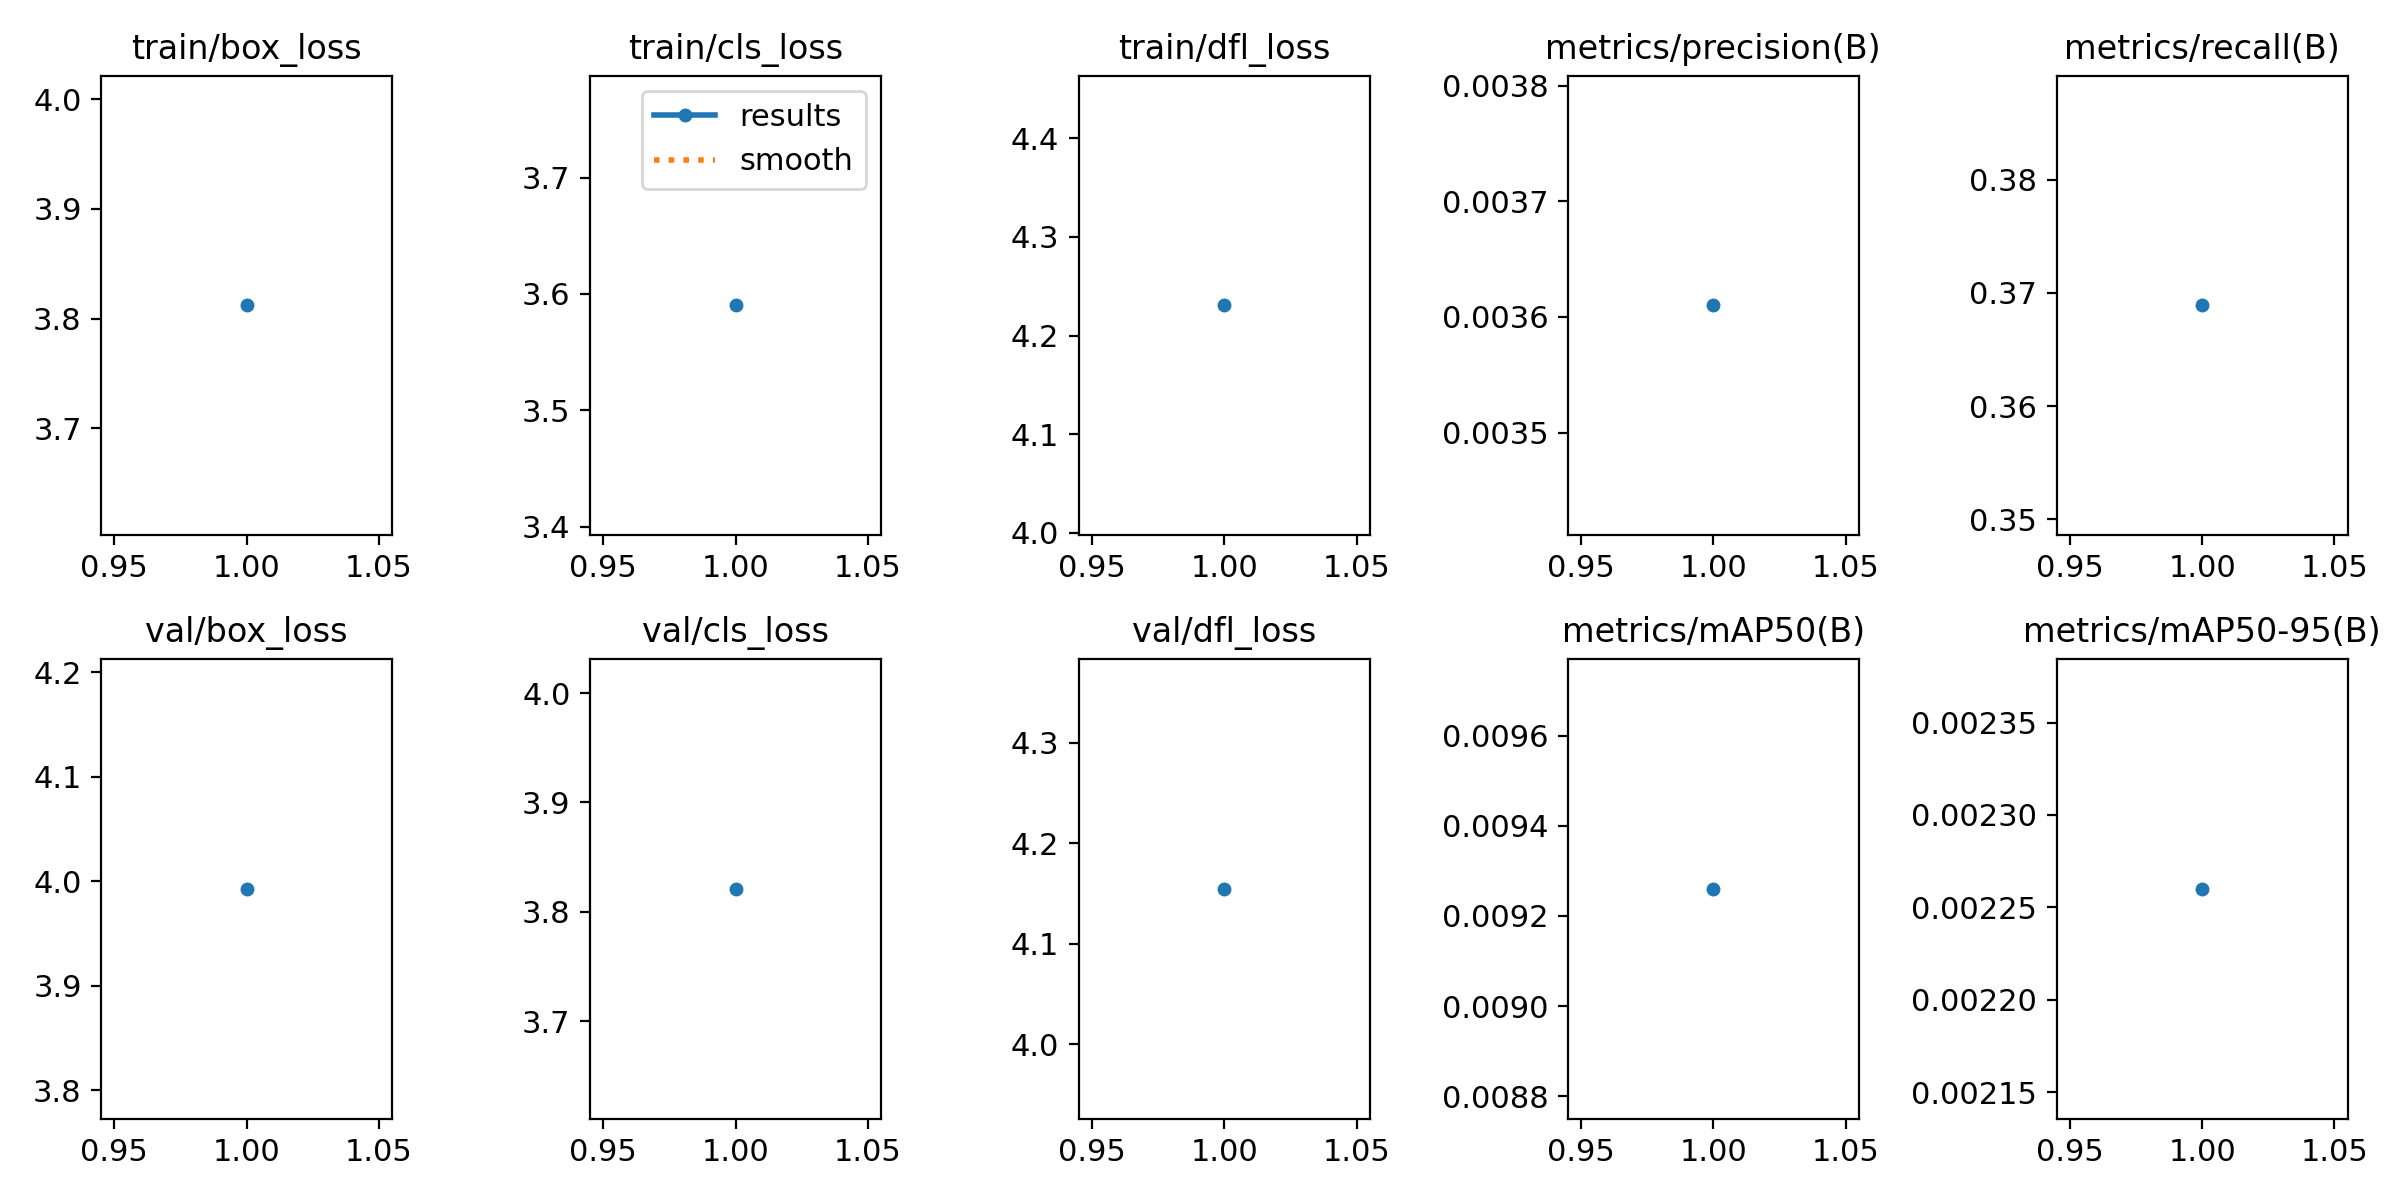 train/box_loss
4.0
3.9
3.8
3.7
0.95 1.00 1.05
train/cls_loss
results
smooth
3.7
3.6
3.5
3.4
0.95 1.00 1.05
train/dfl_loss
4.4
4.3
4.2
4.1
4.0
0.95 1.00 1.05
metrics/precision(B)
0.0038
0.0037
0.0036
0.0035
0.95 1.00 1.05
metrics/recall(B)
0.38
0.37
0.36
0.35
0.95 1.00 1.05
val/box_loss
4.2
4.1
4.0
3.9
3.8
0.95 1.00 1.05
val/cls_loss
4.0
3.9
3.8
3.7
0.95 1.00 1.05
val/dfl_loss
4.3
4.2
4.1
4.0
0.95 1.00 1.05
metrics/mAP50(B)
0.0096
0.0094
0.0092
0.0090
0.0088
0.95 1.00 1.05
metrics/mAP50-95(B)
0.00235
0.00230
0.00225
0.00220
0.00215
0.95 1.00 1.05